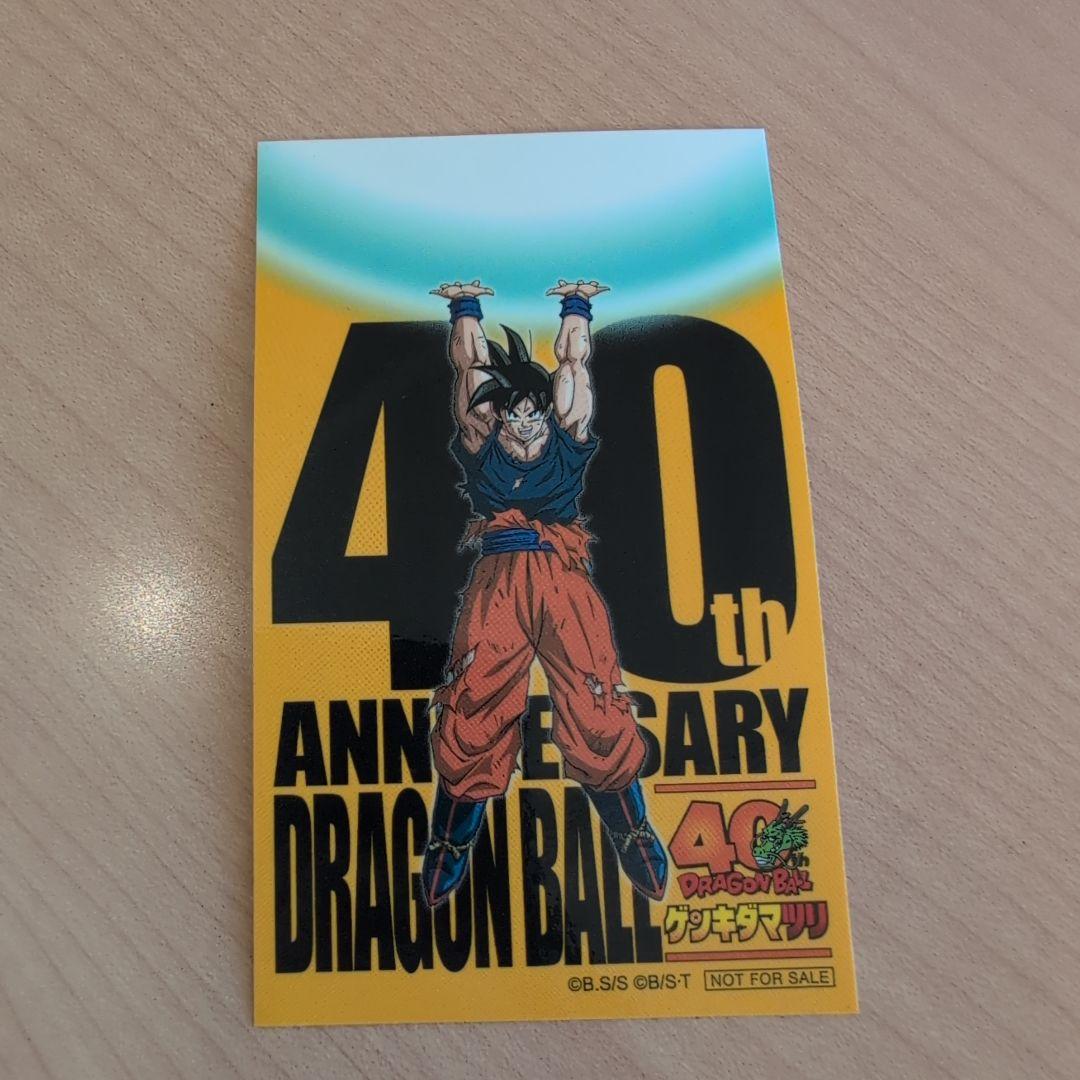 40th
ANNIVERSARY
DRAGON BALL
40th
DRAGON BALL
ゲンキダマツリ
©B.S/S ©B/S·T NOT FOR SALE